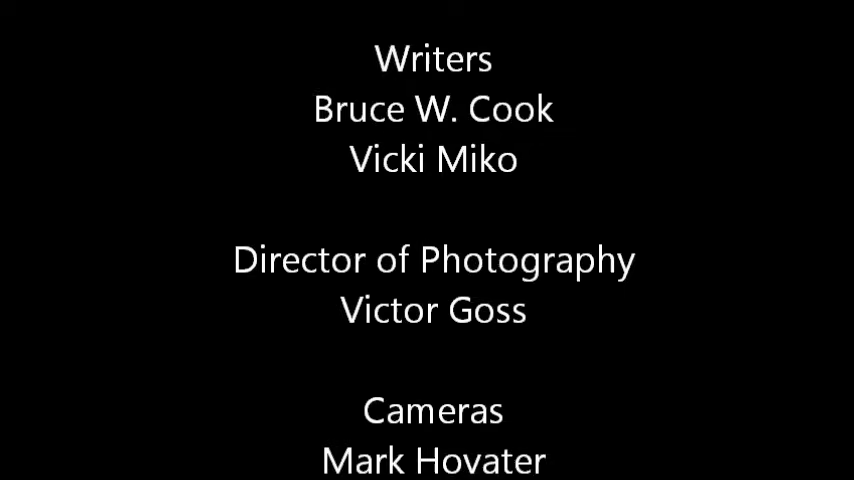 Writers
Bruce W. Cook
Vicki Miko
Director of Photography
Victor Goss
Cameras
Mark Hovater